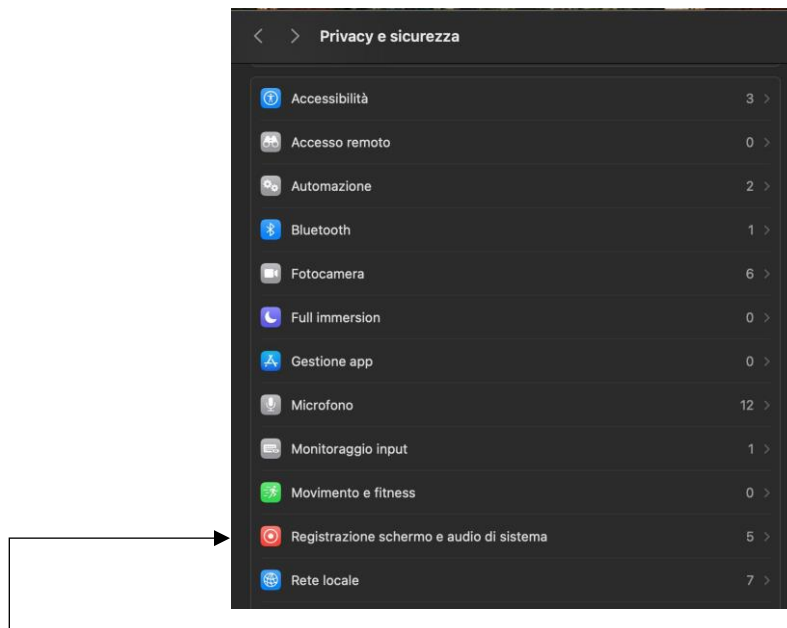 Privacy e sicurezza
Accessibilità 3
Accesso remoto 0
Automazione 2
Bluetooth 1
Fotocamera 6
Full immersion 0
Gestione app 0
Microfono 12
Monitoraggio input 1
Movimento e fitness 0
Registrazione schermo e audio di sistema 5
Rete locale 7